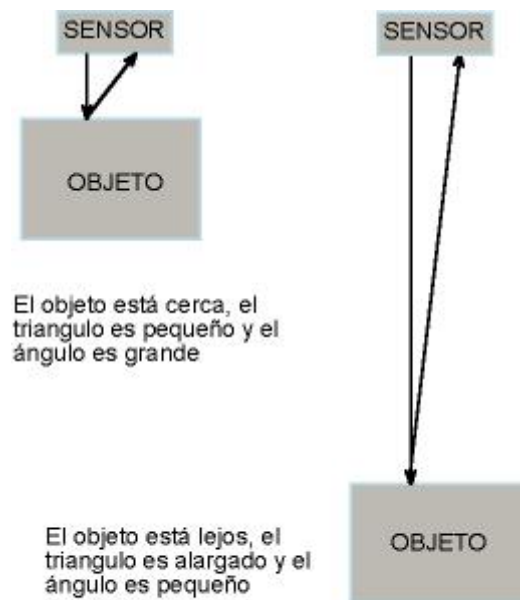 SENSOR
OBJETO
El objeto está cerca, el
triangulo es pequeño y el
ángulo es grande
SENSOR
OBJETO
El objeto está lejos, el
triangulo es alargado y el
ángulo es pequeño